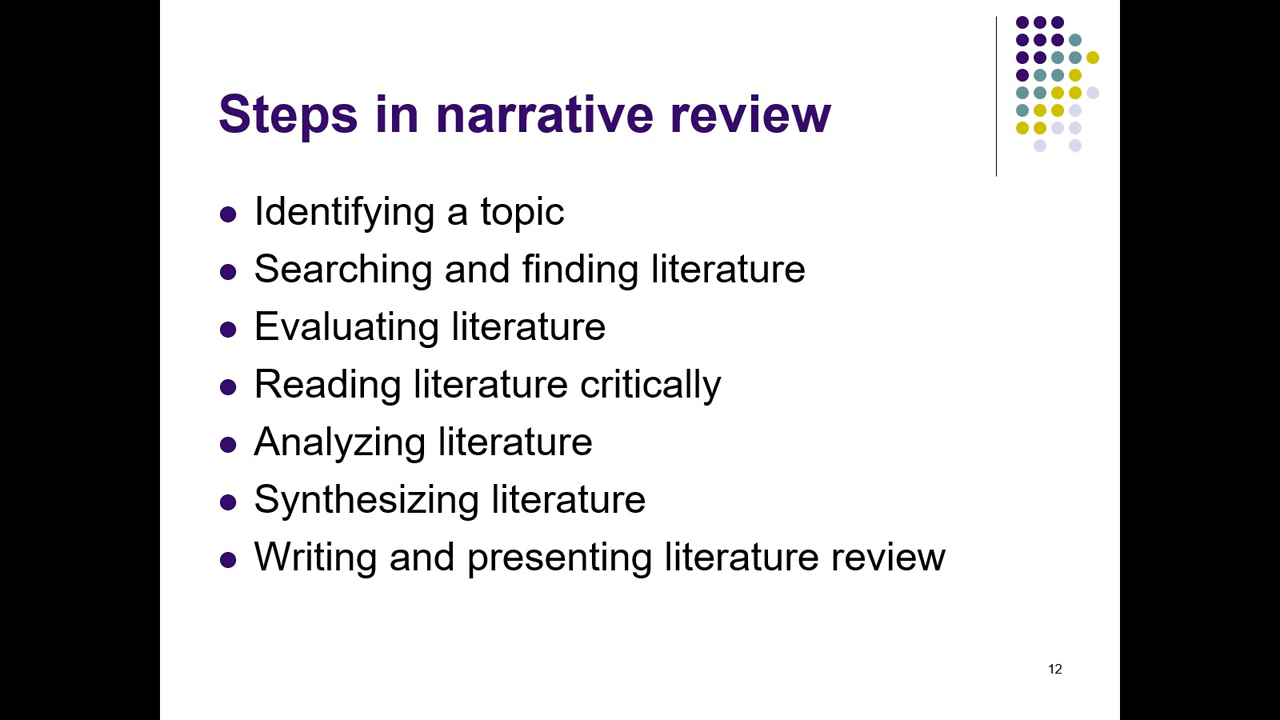 Steps in narrative review
Identifying a topic
Searching and finding literature
Evaluating literature
Reading literature critically
Analyzing literature
Synthesizing literature
Writing and presenting literature review
12